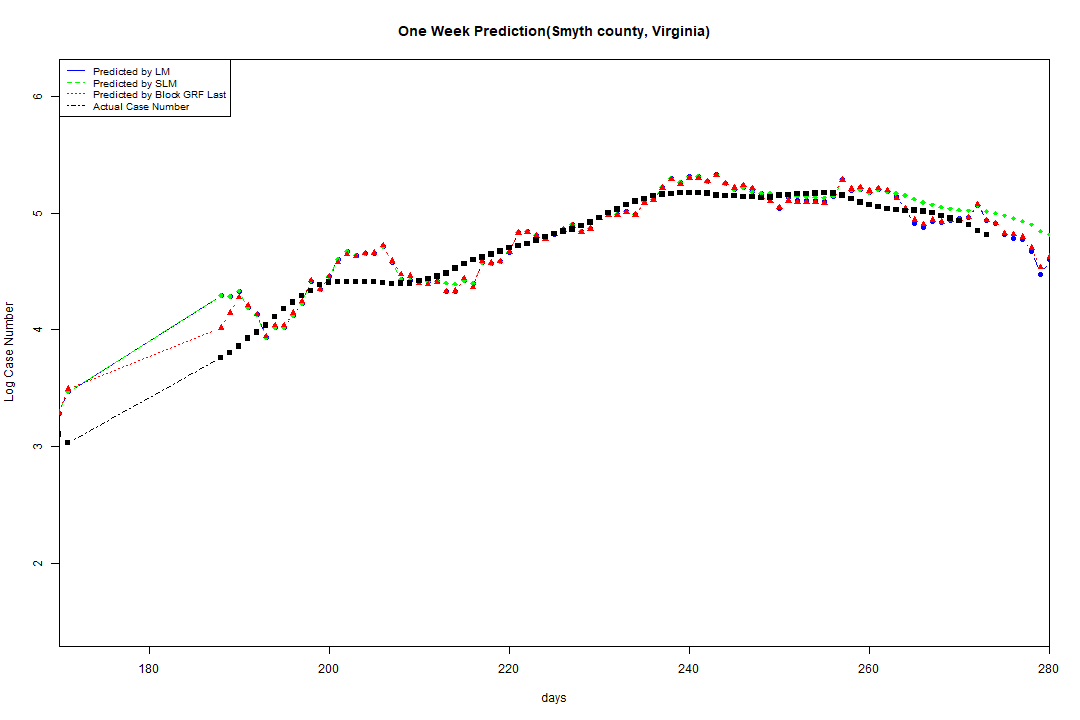 One Week Prediction(Smyth county, Virginia)
Predicted by LM
Predicted by SLM
Predicted by Block GRF Last
Actual Case Number
6
5
4
3
2
Log Case Number
180
200
220
240
260
280
days